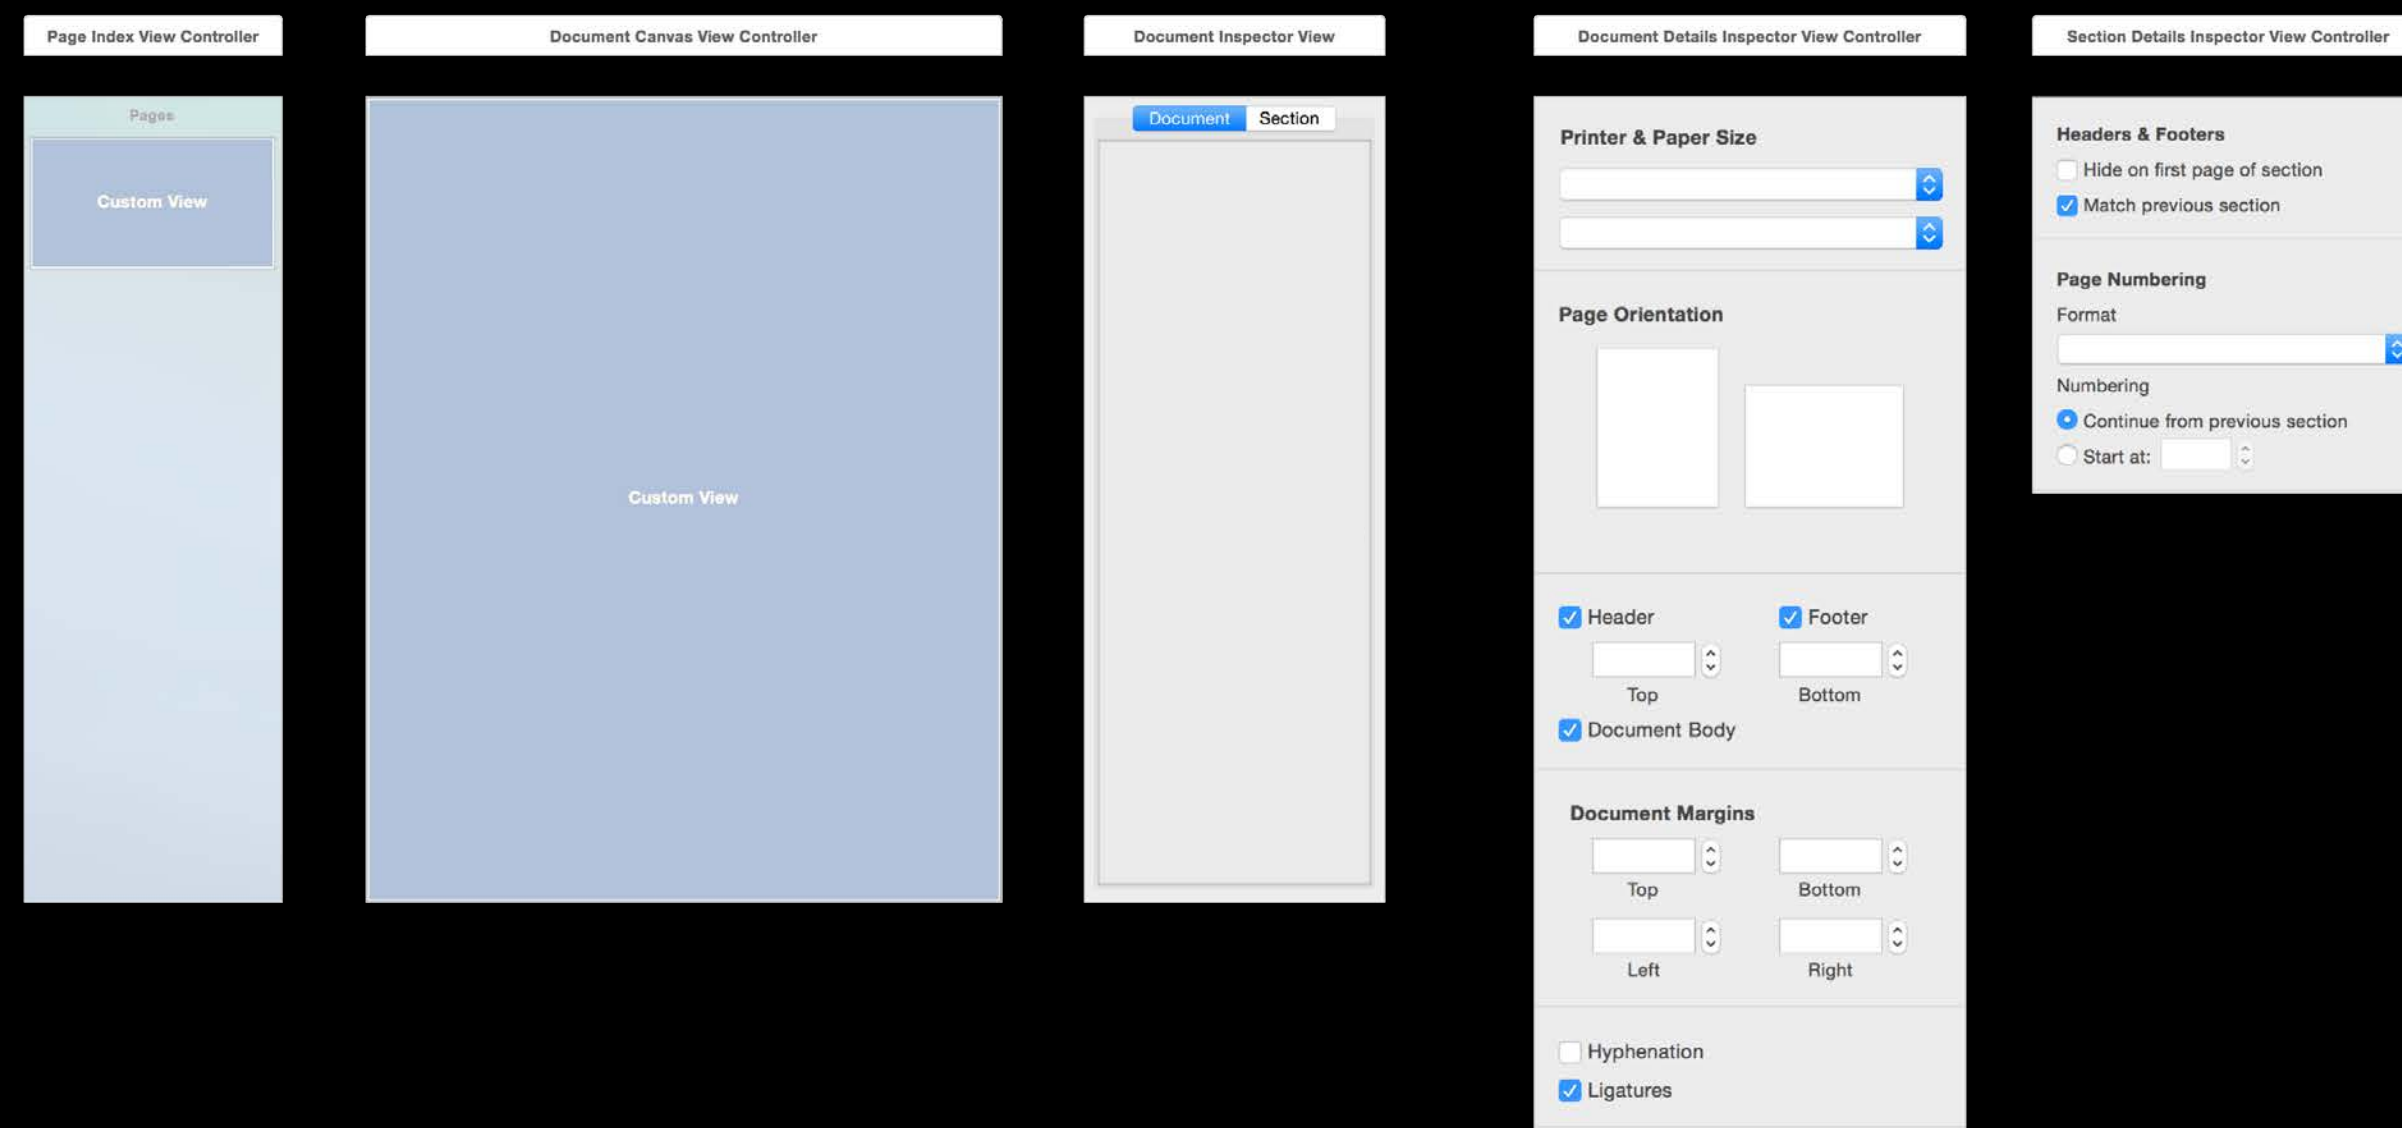 Page Index View Controller
Pages
Custom View
Document Canvas View Controller
Custom View
Document Inspector View
Document Section
Document Details Inspector View Controller
Printer & Paper Size
Page Orientation
Header Footer
Top Bottom
Document Body
Document Margins
Top Bottom
Left Right
Hyphenation
Ligatures
Section Details Inspector View Controller
Headers & Footers
Hide on first page of section
Match previous section
Page Numbering
Format
Numbering
Continue from previous section
Start at: